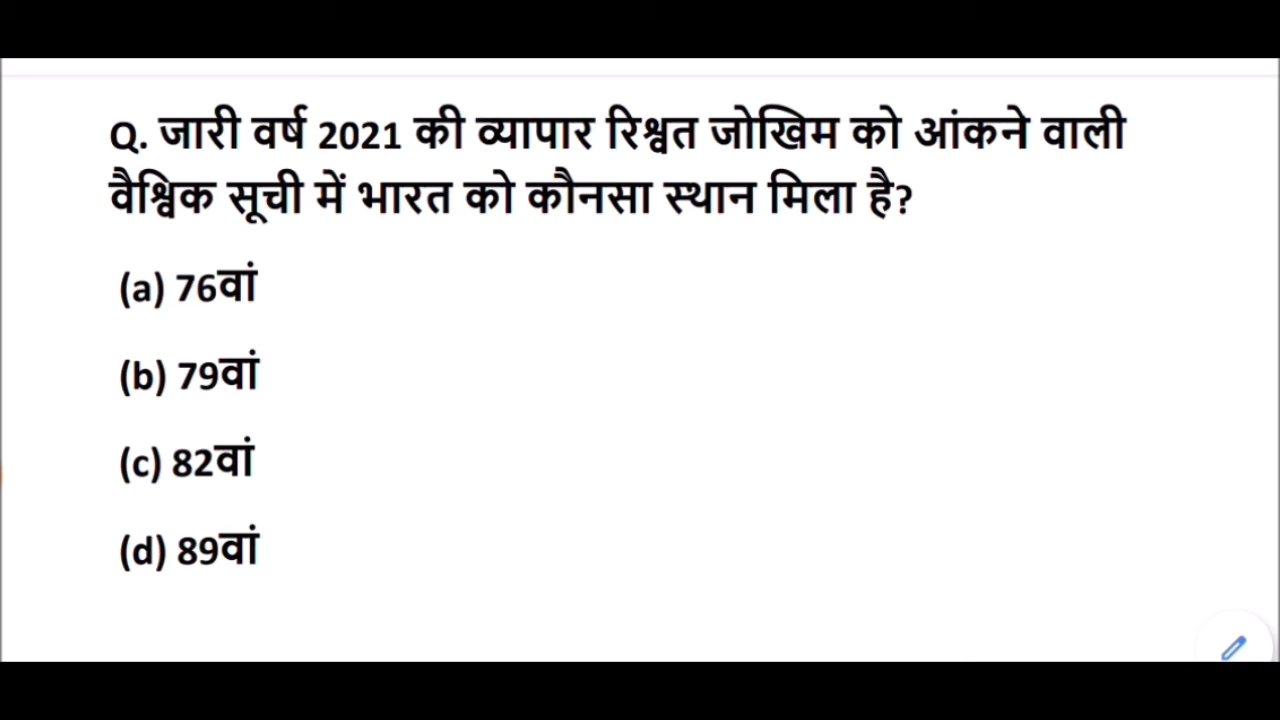 Q. जारी वर्ष 2021 की व्यापार रिश्वत जोखिम को आंकने वाली
वैश्विक सूची में भारत को कौनसा स्थान मिला है?
(a) 76वां
(b) 79वां
(c) 82वां
(d) 89वां